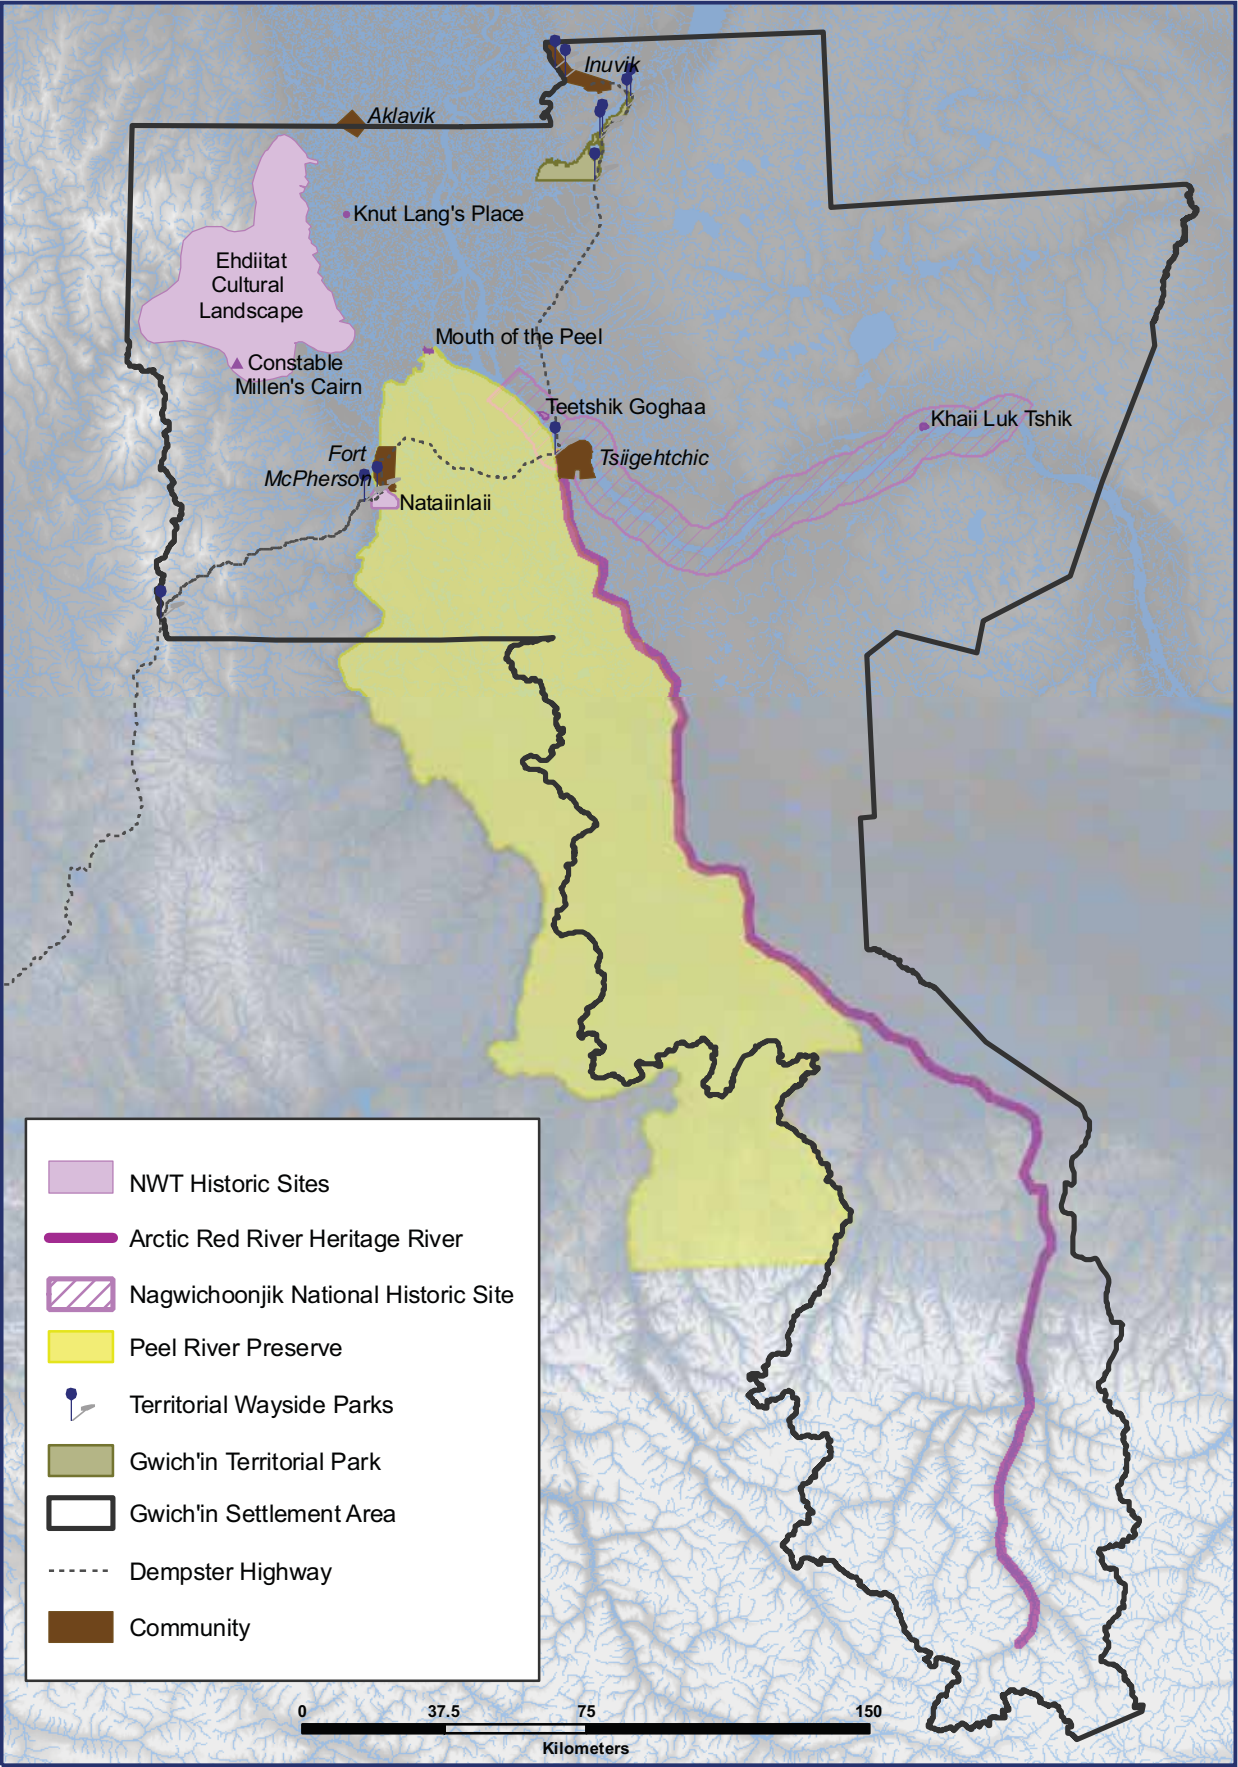 Inuvik
Aklavik
Knut Lang's Place
Ehdiitat
Cultural
Landscape
Mouth of the Peel
Constable
Millen's Cairn
Teetshik Goghaa
Khaii Luk Tshik
Fort
McPherson
Tsiigehtchic
Nataiinlaii
NWT Historic Sites
Arctic Red River Heritage River
Nagwichoonjik National Historic Site
Peel River Preserve
Territorial Wayside Parks
Gwich'in Territorial Park
Gwich'in Settlement Area
Dempster Highway
Community
0 37.5 75 150
Kilometers